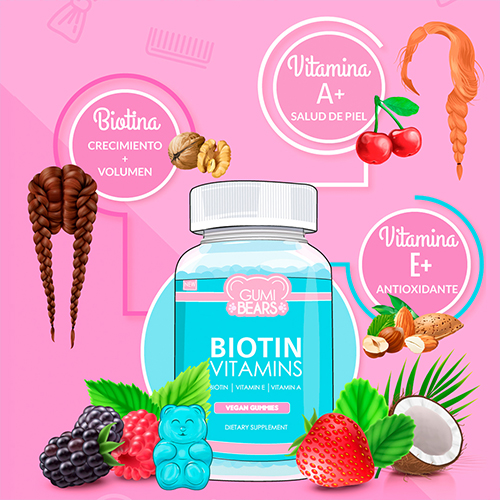 Vitamina
A+
SALUD DE PIEL
Biotina
CRECIMIENTO
+
VOLUMEN
Vitamina
E+
ANTIOXIDANTE
NEW
GUMI
BEARS
BIOTIN
VITAMINS
BIOTIN | VITAMIN E | VITAMIN A
VEGAN GUMMIES
DIETARY SUPPLEMENT